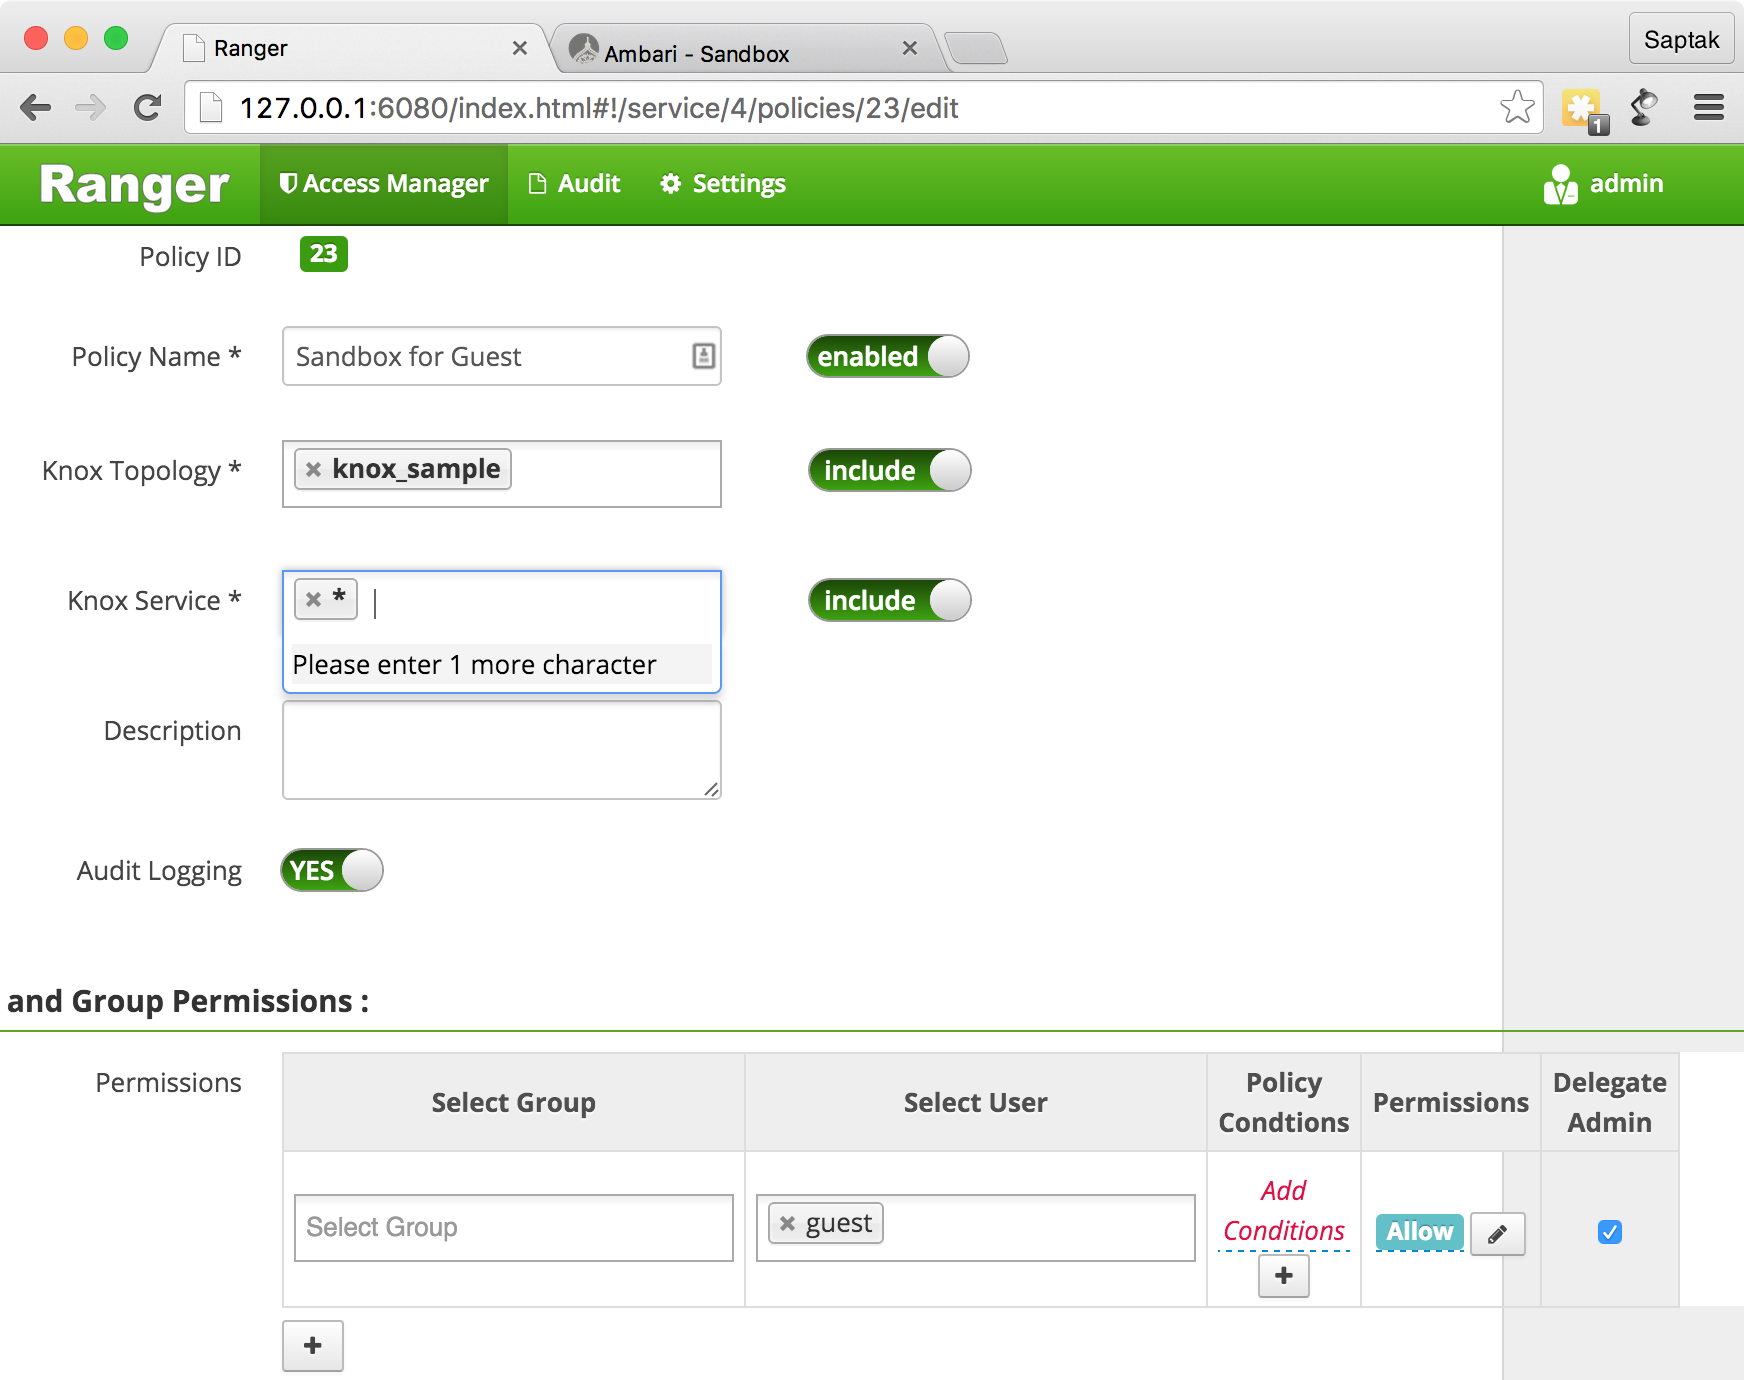 Ranger
Ambari - Sandbox
Saptak
127.0.0.1:6080/index.html#!/service/4/policies/23/edit
1
Ranger
Access Manager
Audit
Settings
admin
Policy ID
23
Policy Name *
Sandbox for Guest
enabled
Knox Topology *
× knox_sample
include
Knox Service *
× *
include
Please enter 1 more character
Description
Audit Logging
YES
and Group Permissions :
Permissions
Select Group
Select User
Policy
Condtions
Permissions
Delegate
Admin
Select Group
× guest
Add
Conditions
+
Allow
+